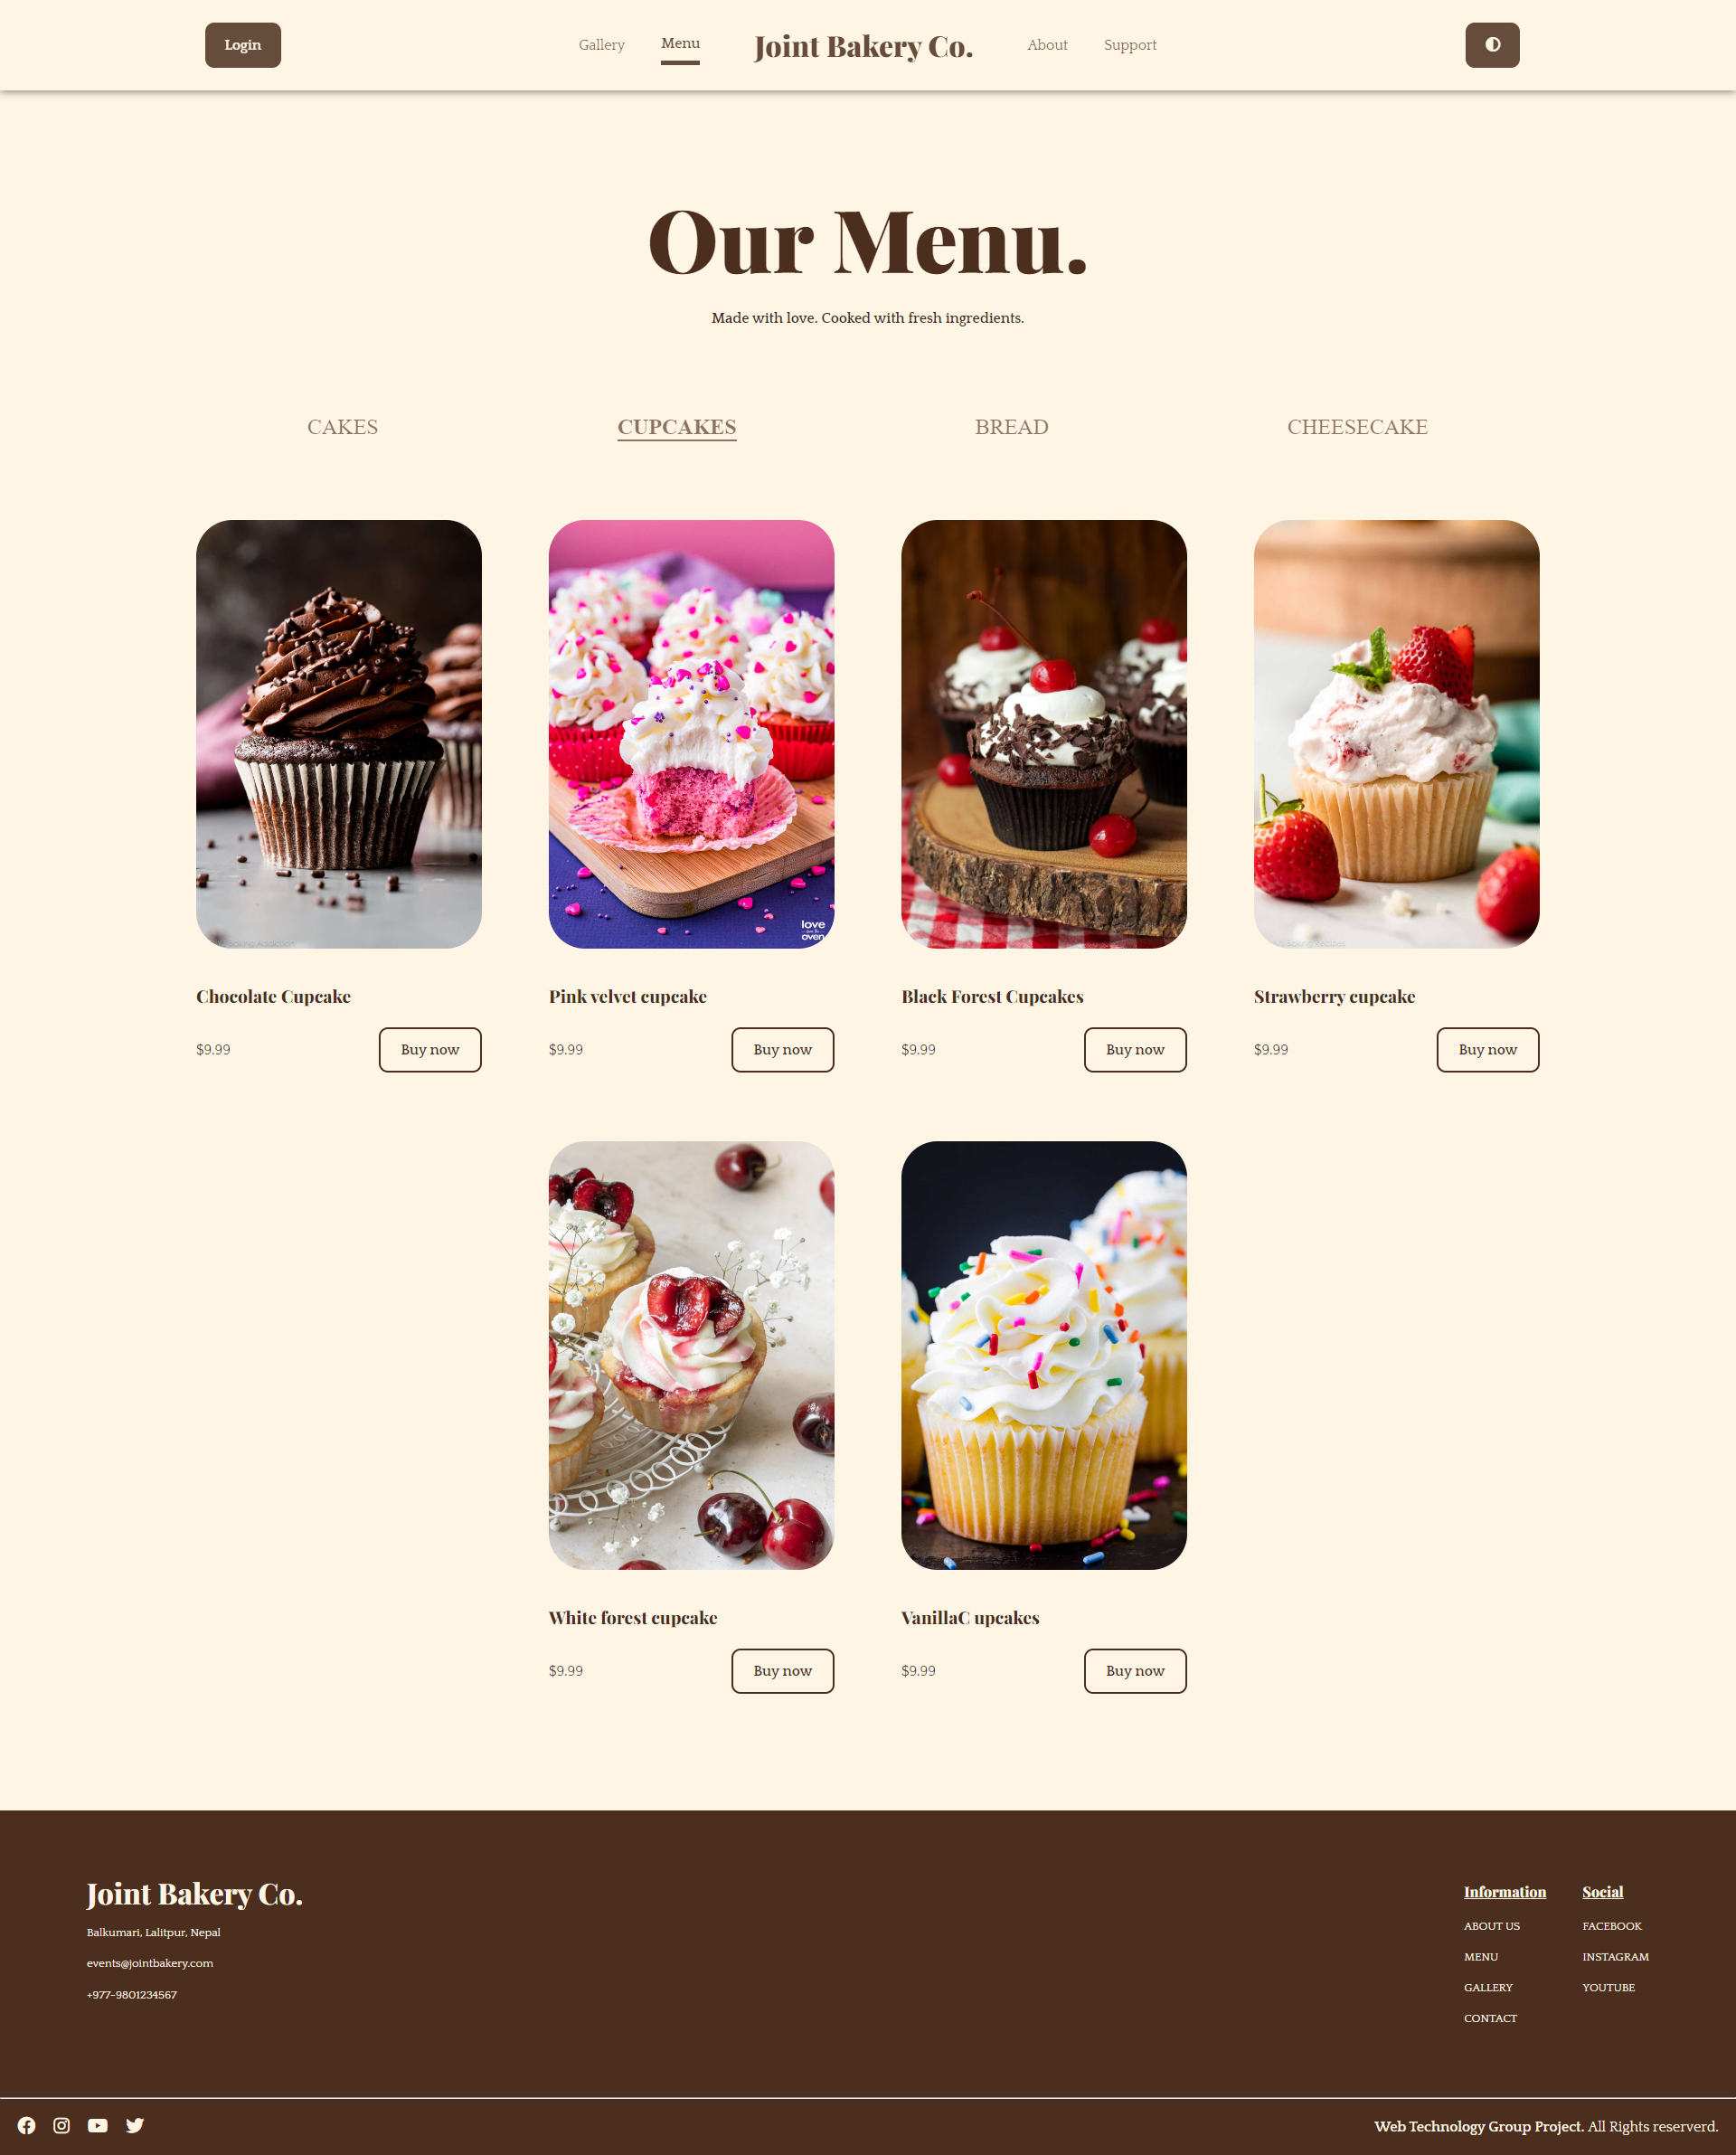 Login
Gallery
Menu
Joint Bakery Co.
About
Support
Our Menu.
Made with love. Cooked with fresh ingredients.
CAKES
CUPCAKES
BREAD
CHEESECAKE
love
oven
Chocolate Cupcake
Pink velvet cupcake
Black Forest Cupcakes
Strawberry cupcake
$9.99
Buy now
$9.99
Buy now
$9.99
Buy now
$9.99
Buy now
White forest cupcake
VanillaC upcakes
$9.99
Buy now
$9.99
Buy now
Joint Bakery Co.
Balkumari, Lalitpur, Nepal
events@jointbakery.com
+977-9801234567
Information
ABOUT US
MENU
GALLERY
CONTACT
Social
FACEBOOK
INSTAGRAM
YOUTUBE
Web Technology Group Project. All Rights reserverd.